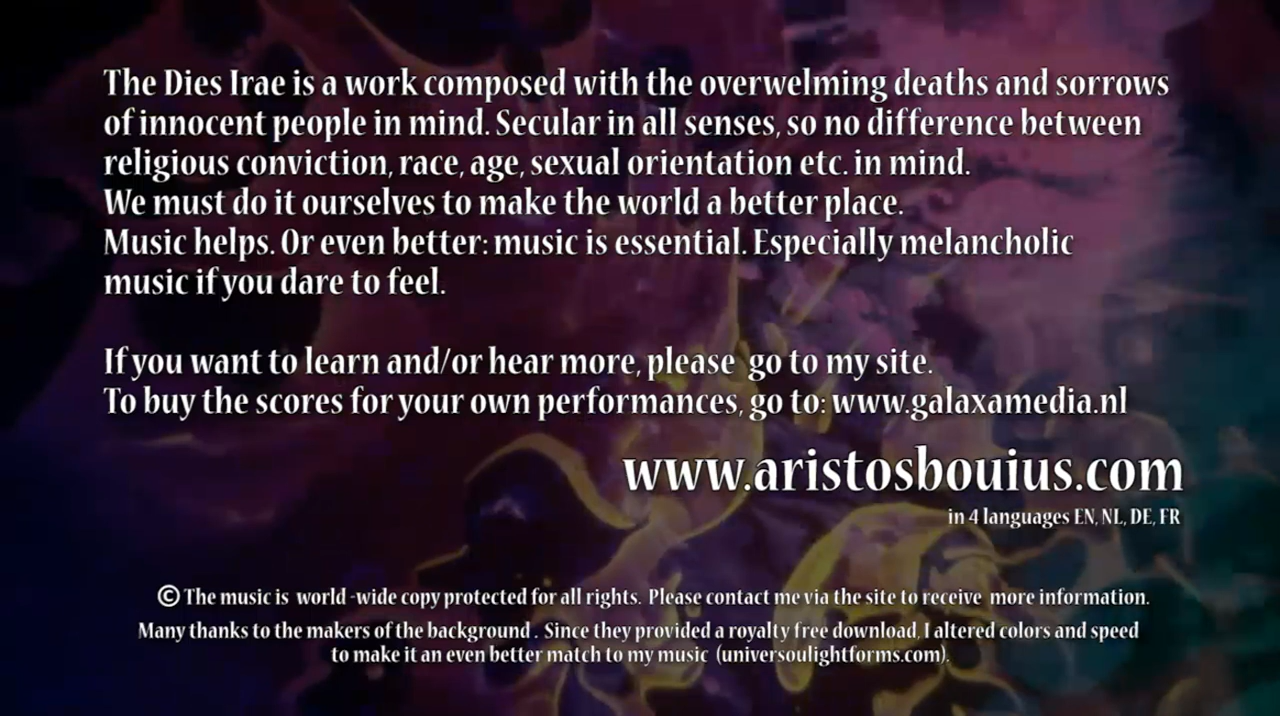 The Dies Irae is a work composed with the overwelming deaths and sorrows
of innocent people in mind. Secular in all senses, so no difference between
religious conviction, race, age, sexual orientation etc. in mind.
We must do it ourselves to make the world a better place.
Music helps. Or even better: music is essential. Especially melancholic
music if you dare to feel.
If you want to learn and/or hear more, please go to my site.
To buy the scores for your own performances, go to: www.galaxamedia.nl
www.aristosbouius.com
in 4 languages EN, NL, DE, FR
© The music is world -wide copy protected for all rights. Please contact me via the site to receive more information.
Many thanks to the makers of the background . Since they provided a royalty free download, I altered colors and speed
to make it an even better match to my music (universoulightforms.com).